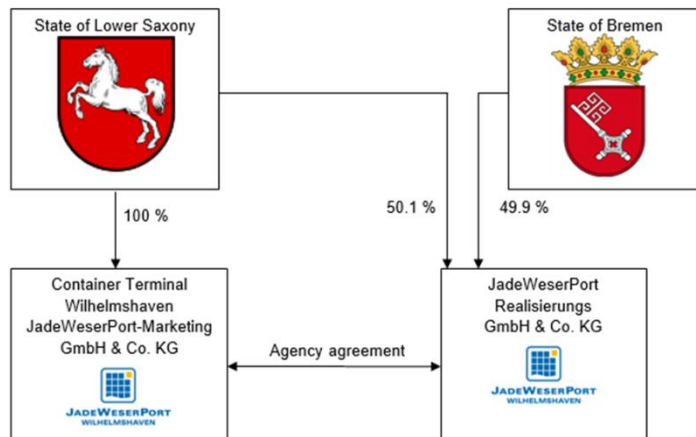 State of Lower Saxony
State of Bremen
100 %
50.1 %
49.9 %
Container Terminal
Wilhelmshaven
JadeWeserPort-Marketing
GmbH & Co. KG
JADEWESERPORT
WILHELMSHAVEN
Agency agreement
JadeWeserPort
Realisierungs
GmbH & Co. KG
JADEWESERPORT
WILHELMSHAVEN